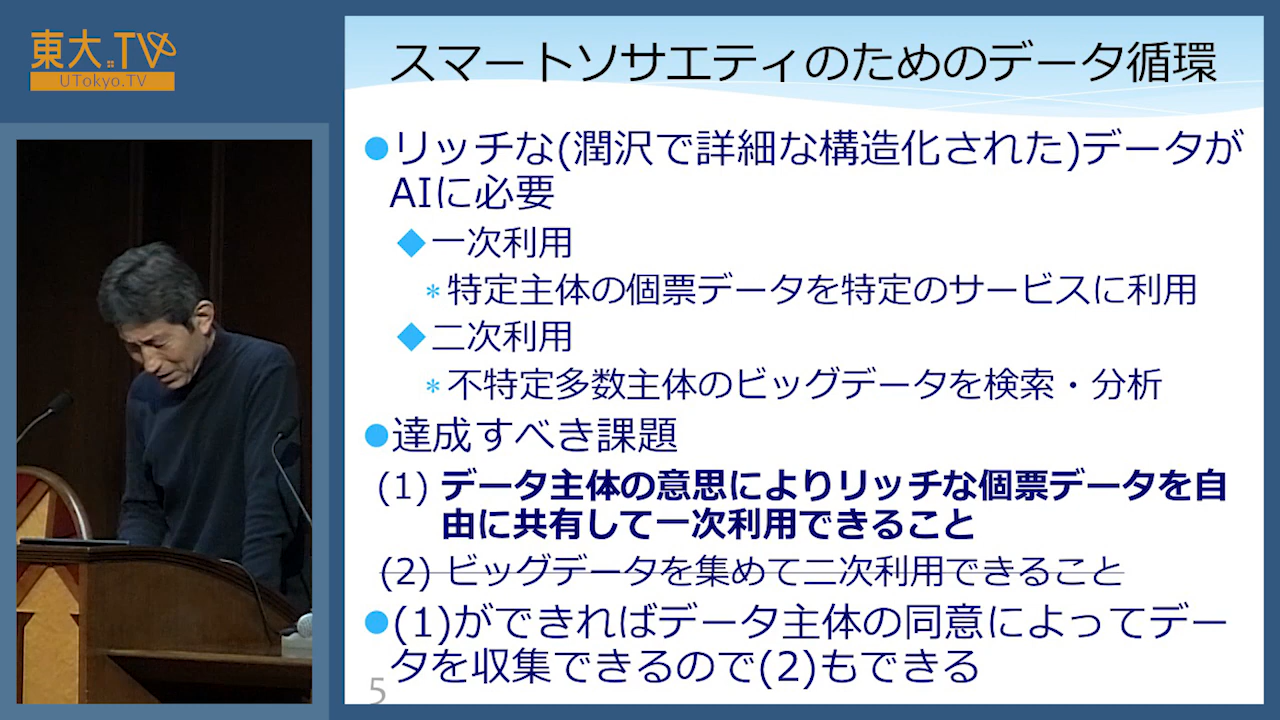 東大.TV
UTokyo.TV
スマートソサエティのためのデータ循環
●リッチな(潤沢で詳細な構造化された)データが
AIに必要
◆一次利用
*特定主体の個票データを特定のサービスに利用
◆二次利用
*不特定多数主体のビッグデータを検索・分析
●達成すべき課題
(1) データ主体の意思によりリッチな個票データを自
由に共有して一次利用できること
(2) ビッグデータを集めて二次利用できること
●(1)ができればデータ主体の同意によってデー
タを収集できるので(2)もできる
5